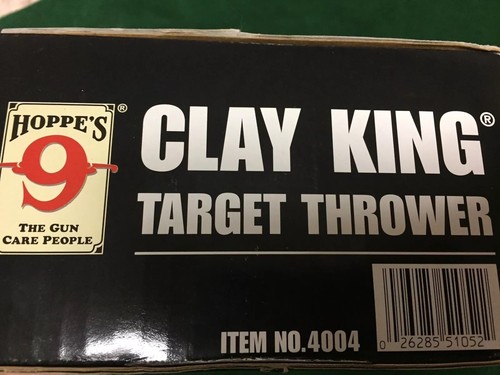 HOPPE'S ®
9
THE GUN
CARE PEOPLE
CLAY KING®
TARGET THROWER
ITEM NO.4004
0 26285 51052